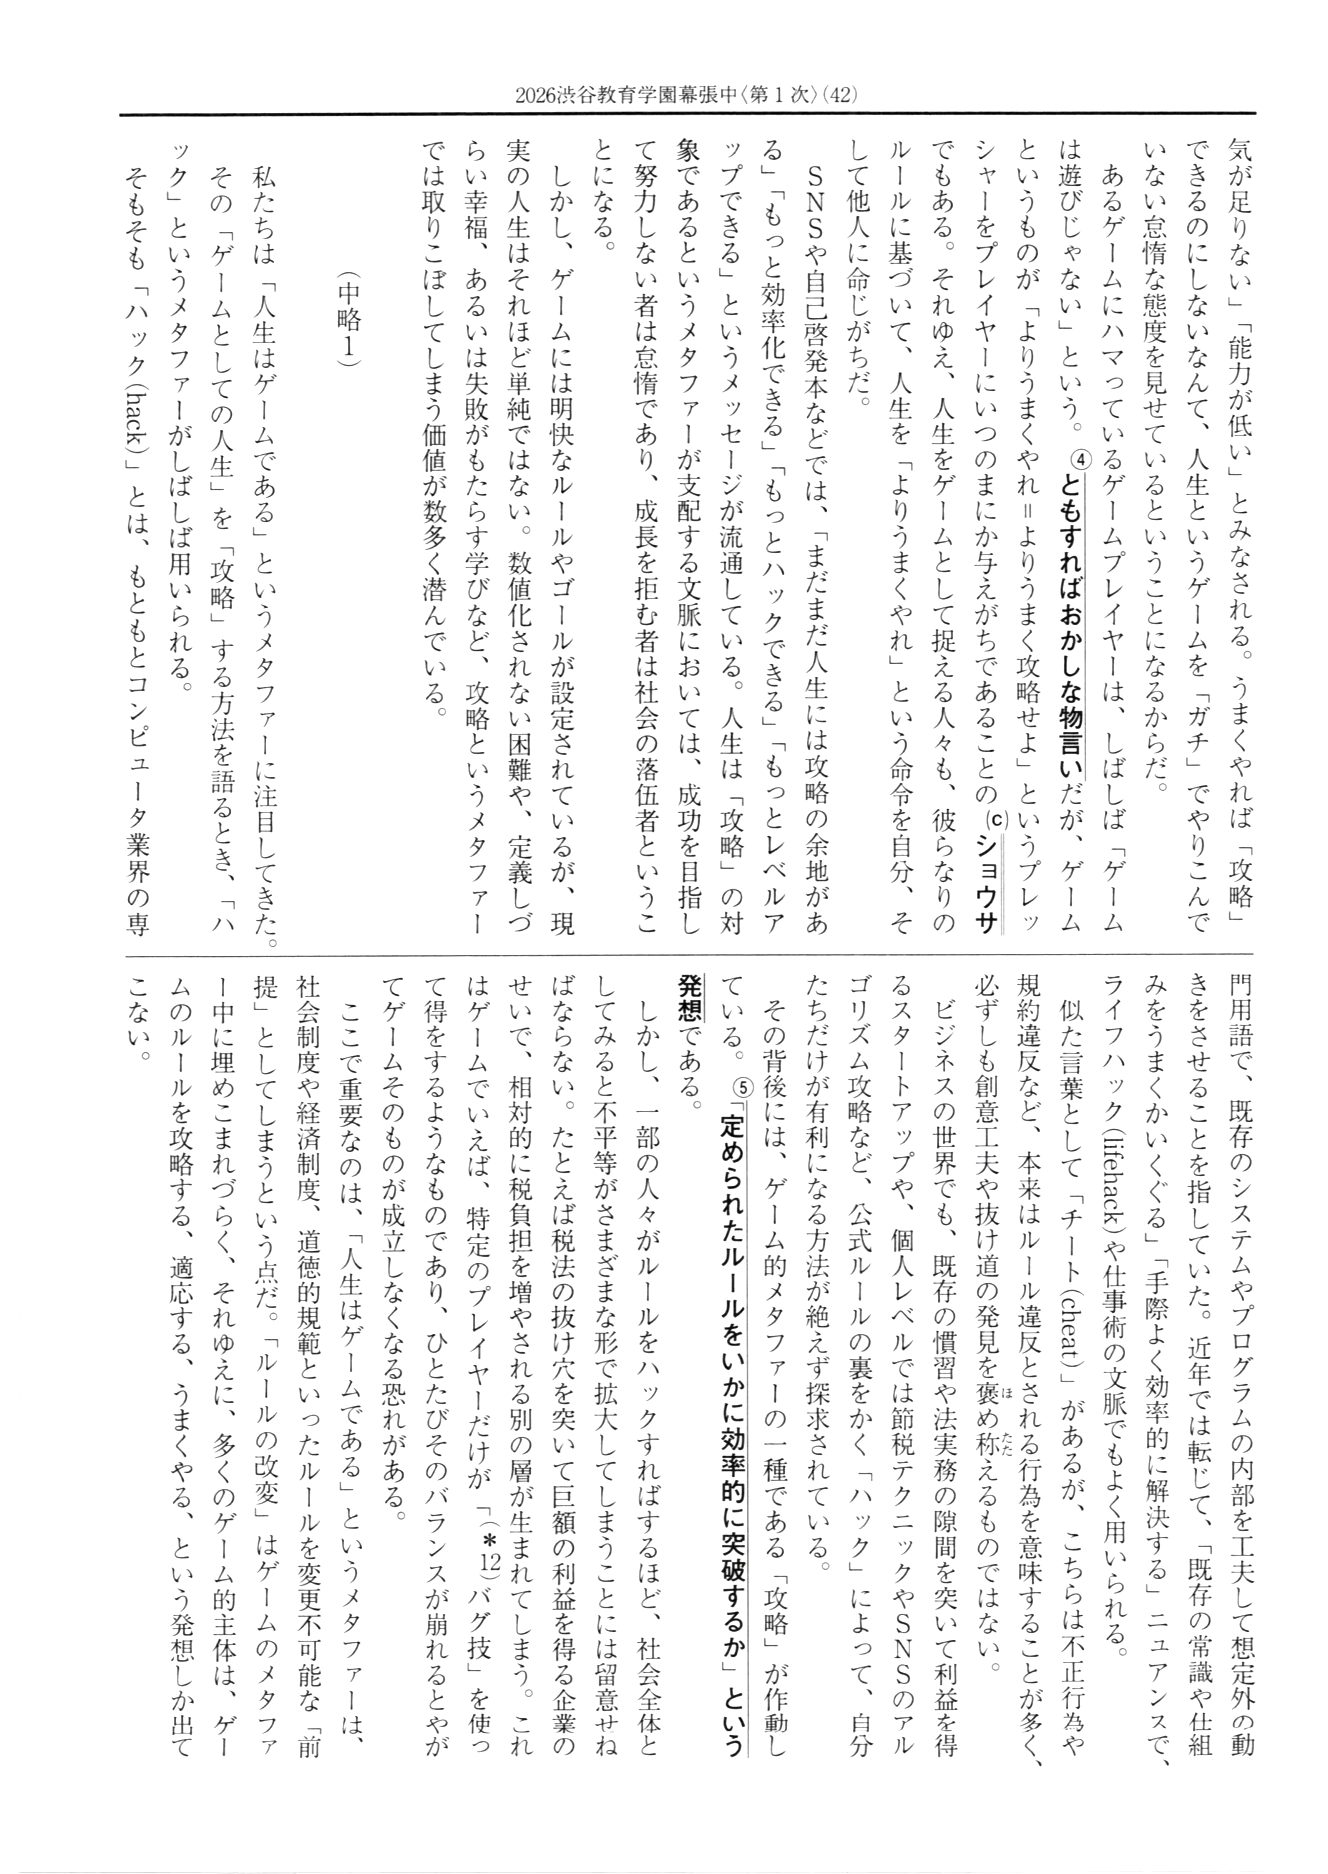 2026渋谷教育学園幕張中〈第1次〉(42)
気が足りない」「能力が低い」とみなされる。うまくやれば「攻略」
できるのにしないなんて、人生というゲームを「ガチ」でやりこんで
いない怠惰な態度を見せているということになるからだ。
　あるゲームにハマっているゲームプレイヤーは、しばしば「ゲーム
は遊びじゃない」という。④ともすればおかしな物言いだが、ゲーム
というものが「よりうまくやれ＝よりうまく攻略せよ」というプレッ
シャーをプレイヤーにいつのまにか与えがちであることの(c)ショウサ
でもある。それゆえ、人生をゲームとして捉える人々も、彼らなりの
ルールに基づいて、人生を「よりうまくやれ」という命令を自分、そ
して他人に命じがちだ。
　SNSや自己啓発本などでは、「まだまだ人生には攻略の余地があ
る」「もっと効率化できる」「もっとハックできる」「もっとレベルア
ップできる」というメッセージが流通している。人生は「攻略」の対
象であるというメタファーが支配する文脈においては、成功を目指し
て努力しない者は怠惰であり、成長を拒む者は社会の落伍者というこ
とになる。
　しかし、ゲームには明快なルールやゴールが設定されているが、現
実の人生はそれほど単純ではない。数値化されない困難や、定義しづ
らい幸福、あるいは失敗がもたらす学びなど、攻略というメタファー
では取りこぼしてしまう価値が数多く潜んでいる。
（中略1）
　私たちは「人生はゲームである」というメタファーに注目してきた。
　その「ゲームとしての人生」を「攻略」する方法を語るとき、「ハ
ック」というメタファーがしばしば用いられる。
　そもそも「ハック(hack)」とは、もともとコンピュータ業界の専
門用語で、既存のシステムやプログラムの内部を工夫して想定外の動
きをさせることを指していた。近年では転じて、「既存の常識や仕組
みをうまくかいくぐる」「手際よく効率的に解決する」ニュアンスで、
ライフハック(lifehack)や仕事術の文脈でもよく用いられる。
　似た言葉として「チート(cheat)」があるが、こちらは不正行為や
規約違反など、本来はルール違反とされる行為を意味することが多く、
必ずしも創意工夫や抜け道の発見を褒め称えるものではない。
　ビジネスの世界でも、既存の慣習や法実務の隙間を突いて利益を得
るスタートアップや、個人レベルでは節税テクニックやSNSのアル
ゴリズム攻略など、公式ルールの裏をかく「ハック」によって、自分
たちだけが有利になる方法が絶えず探求されている。
　その背後には、ゲーム的メタファーの一種である「攻略」が作動し
ている。⑤「定められたルールをいかに効率的に突破するか」という
発想である。
　しかし、一部の人々がルールをハックすればするほど、社会全体と
してみると不平等がさまざまな形で拡大してしまうことには留意せね
ばならない。たとえば税法の抜け穴を突いて巨額の利益を得る企業の
せいで、相対的に税負担を増やされる別の層が生まれてしまう。これ
はゲームでいえば、特定のプレイヤーだけが「(＊12)バグ技」を使っ
て得をするようなものであり、ひとたびそのバランスが崩れるとやが
てゲームそのものが成立しなくなる恐れがある。
　ここで重要なのは、「人生はゲームである」というメタファーは、
社会制度や経済制度、道徳的規範といったルールを変更不可能な「前
提」としてしまうという点だ。「ルールの改変」はゲームのメタファ
ー中に埋めこまれづらく、それゆえに、多くのゲーム的主体は、ゲー
ムのルールを攻略する、適応する、うまくやる、という発想しか出て
こない。